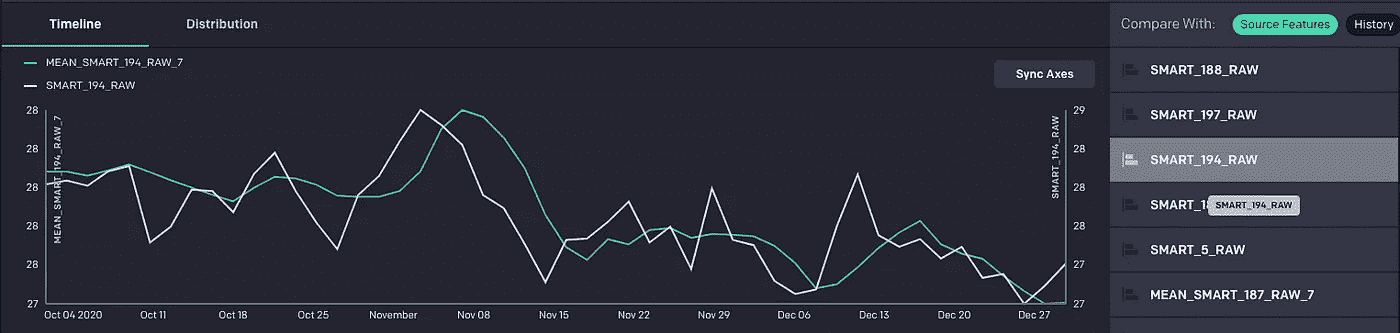 Timeline
Distribution
Compare With:
Source Features
History
MEAN_SMART_194_RAW_7
SMART_194_RAW
Sync Axes
28
28
28
28
28
27
MEAN_SMART_194_RAW_7
29
28
28
28
27
27
SMART_194_RAW
Oct 04 2020
Oct 11
Oct 18
Oct 25
November
Nov 08
Nov 15
Nov 22
Nov 29
Dec 06
Dec 13
Dec 20
Dec 27
SMART_188_RAW
SMART_197_RAW
SMART_194_RAW
SMART_18
SMART_194_RAW
SMART_5_RAW
MEAN_SMART_187_RAW_7